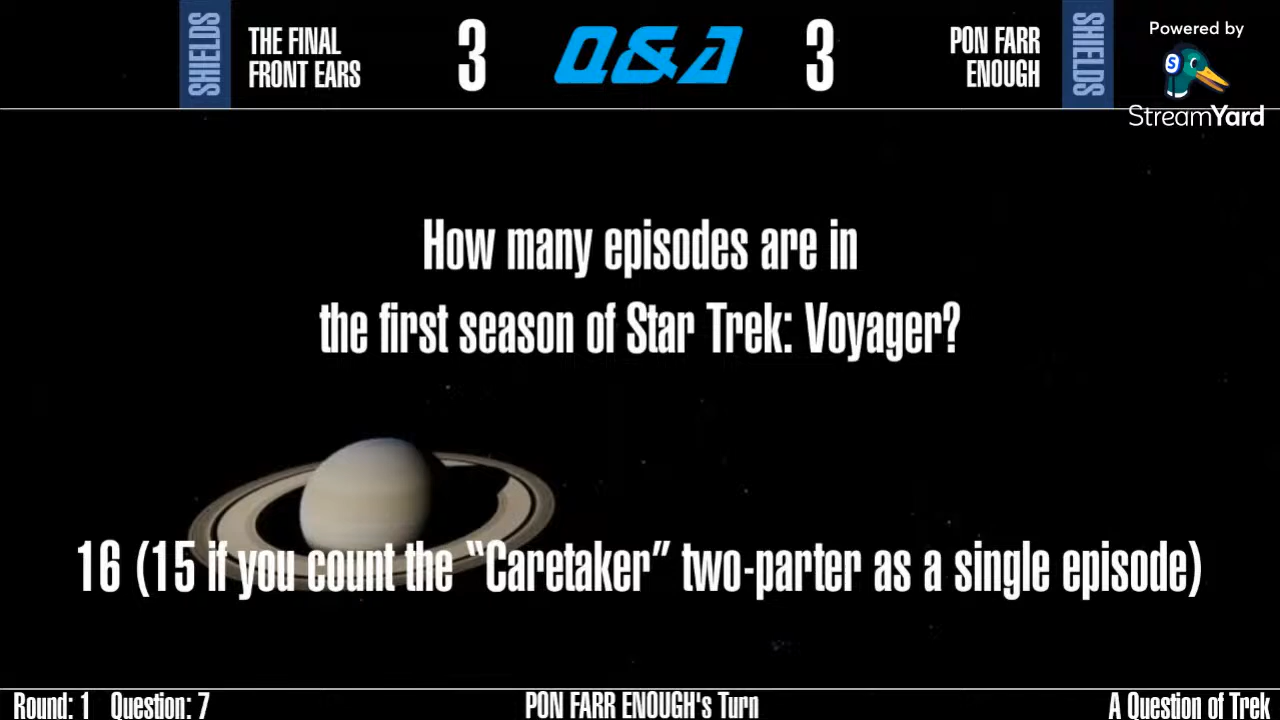 SHIELDS
THE FINAL
FRONT EARS
3
Q&A
3
PON FARR
ENOUGH
SHIELDS
Powered by
S
StreamYard
How many episodes are in
the first season of Star Trek: Voyager?
16 (15 if you count the “Caretaker” two-parter as a single episode)
Round: 1 Question: 7
PON FARR ENOUGH's Turn
A Question of Trek